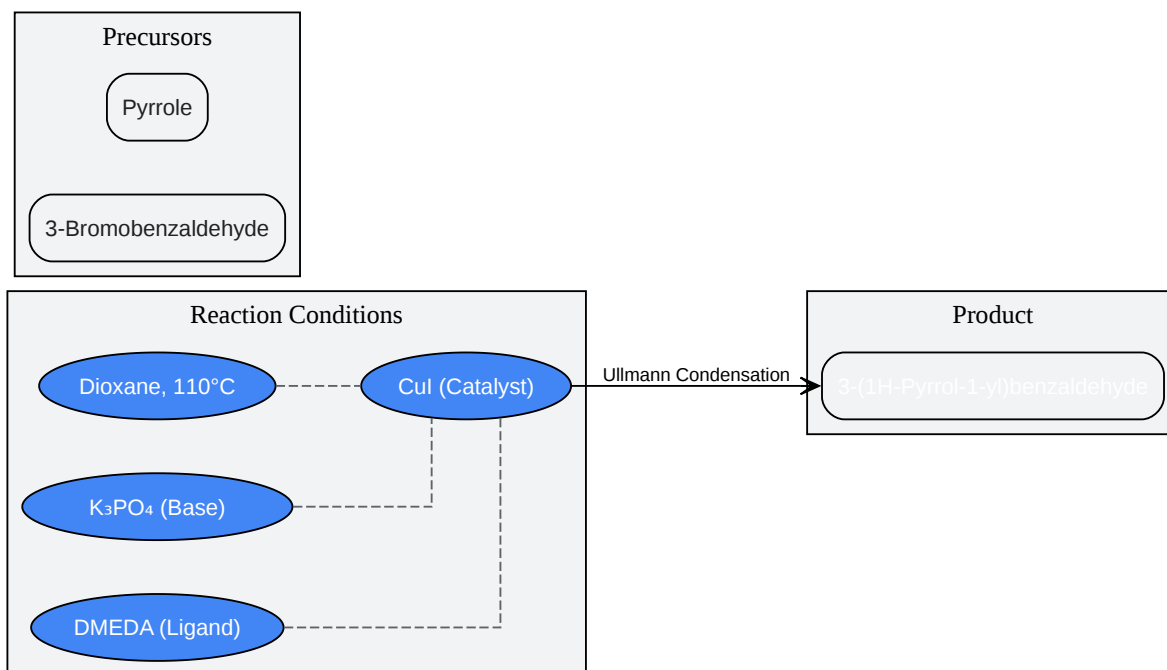 Precursors
Pyrrole
3-Bromobenzaldehyde
Reaction Conditions
Dioxane, 110°C
CuI (Catalyst)
K₃PO₄ (Base)
DMEDA (Ligand)
Ullmann Condensation
Product
3-(1H-Pyrrol-1-yl)benzaldehyde